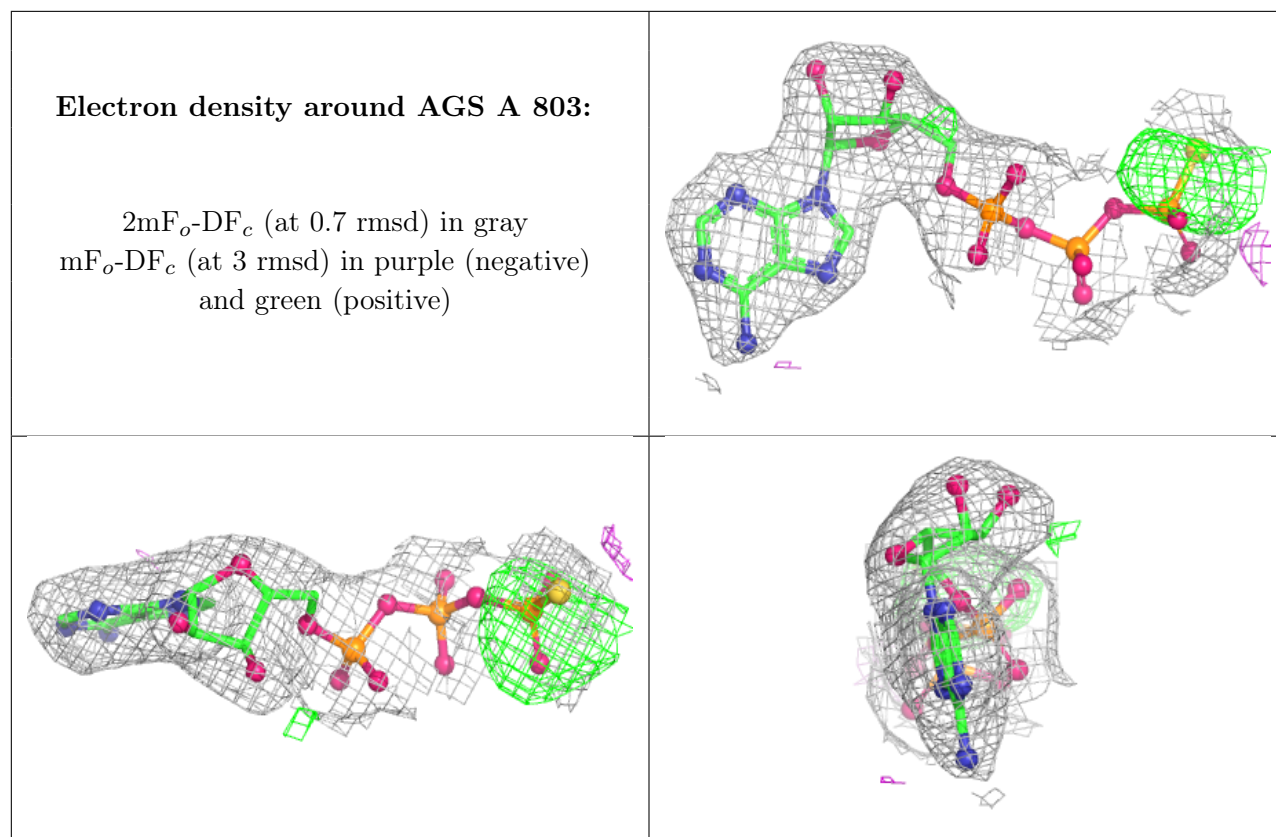 Electron density around AGS A 803:
2mFo-DFc (at 0.7 rmsd) in gray
mFo-DFc (at 3 rmsd) in purple (negative)
and green (positive)